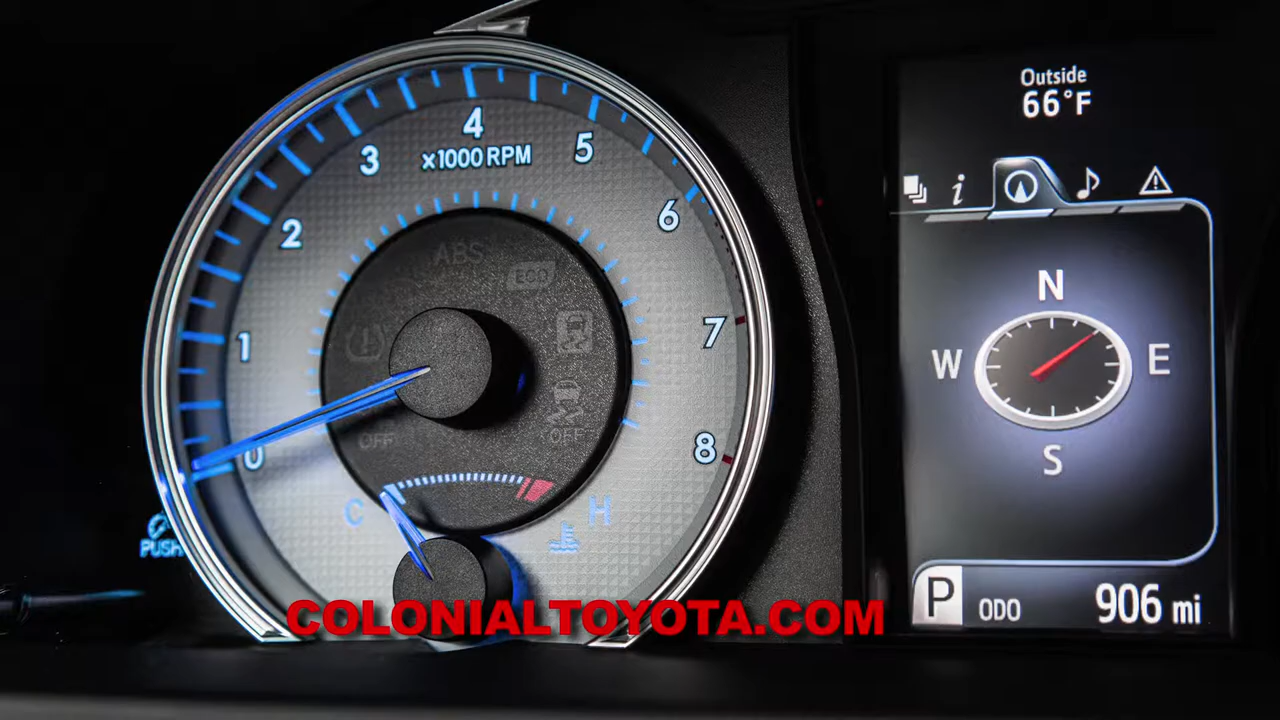 4
3
5
x1000 RPM
2
6
ABS
ECO
1
7
0
OFF
OFF
8
C
H
PUSH
COLONIALTOYOTA.COM
Outside
66°F
i
N
W
E
S
P
ODO
906 mi